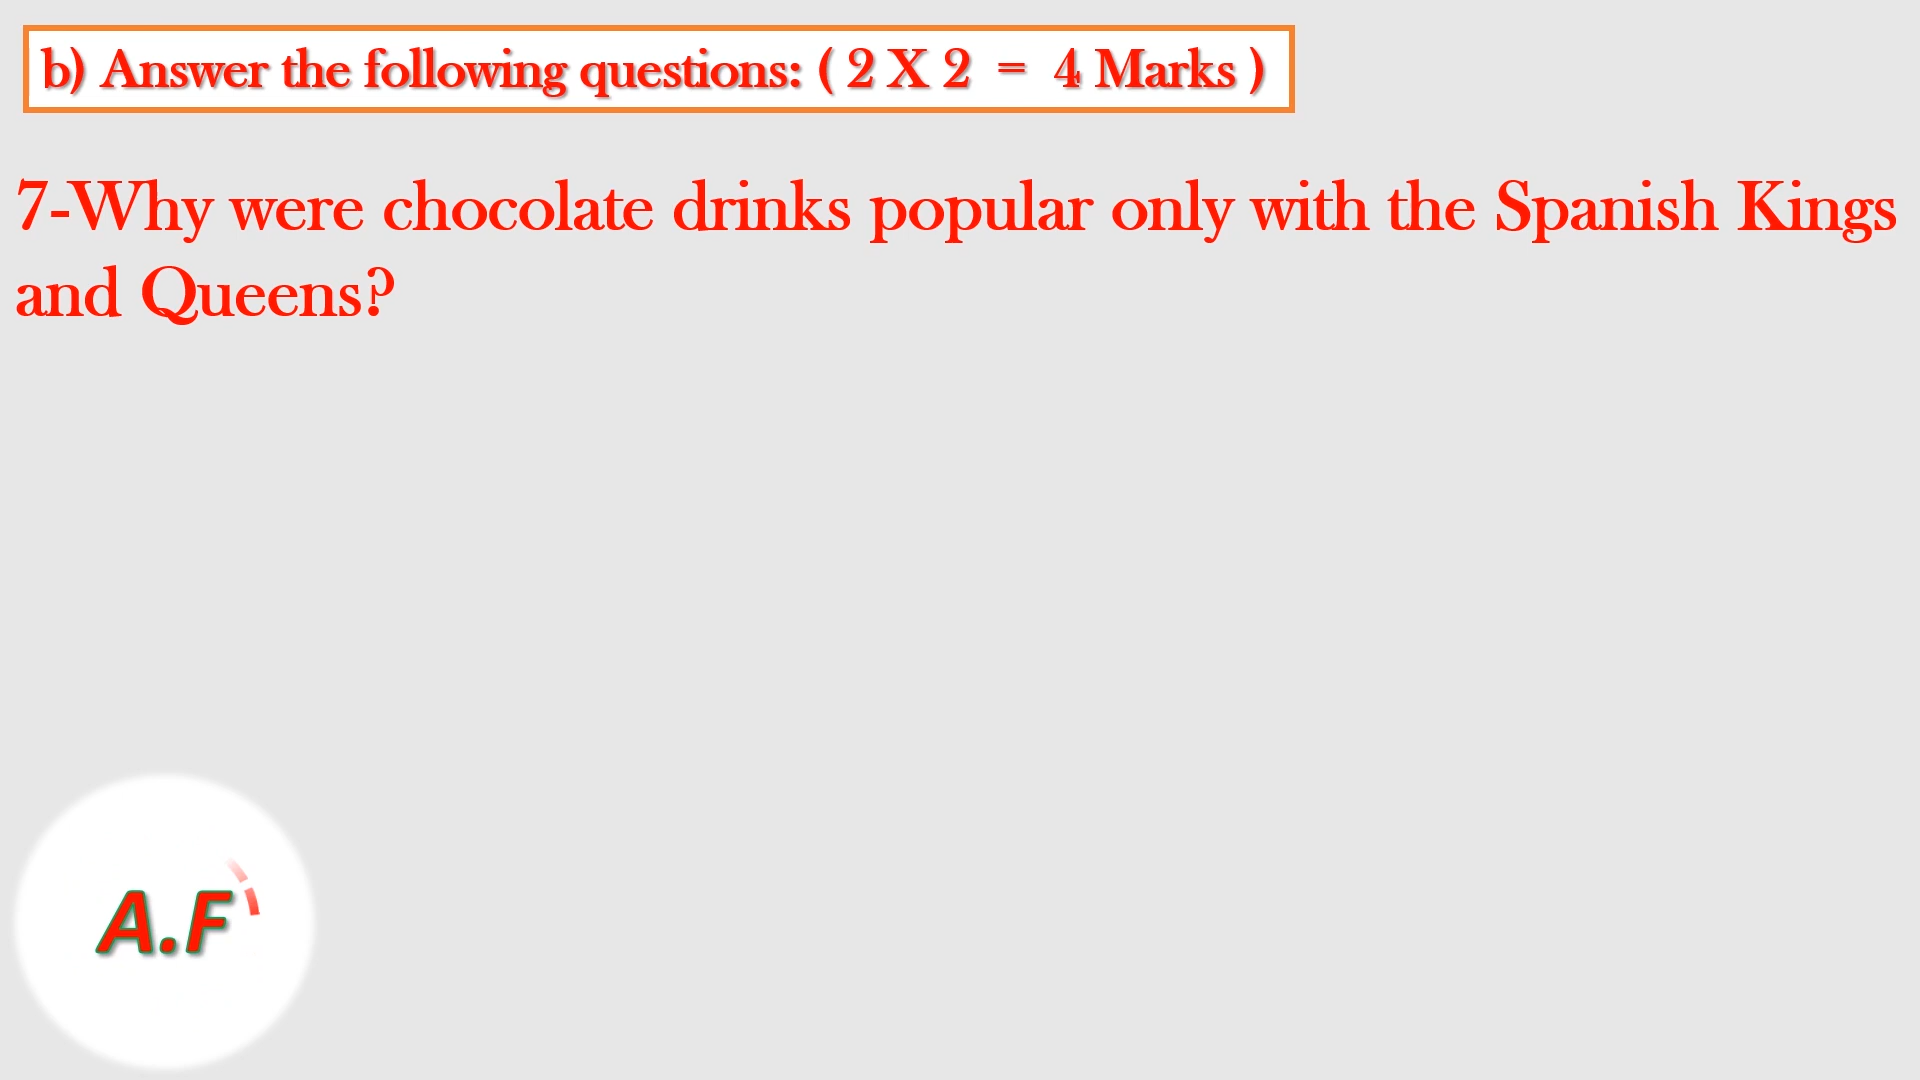 b) Answer the following questions: ( 2 X 2 = 4 Marks )
7-Why were chocolate drinks popular only with the Spanish Kings
and Queens?
A.F